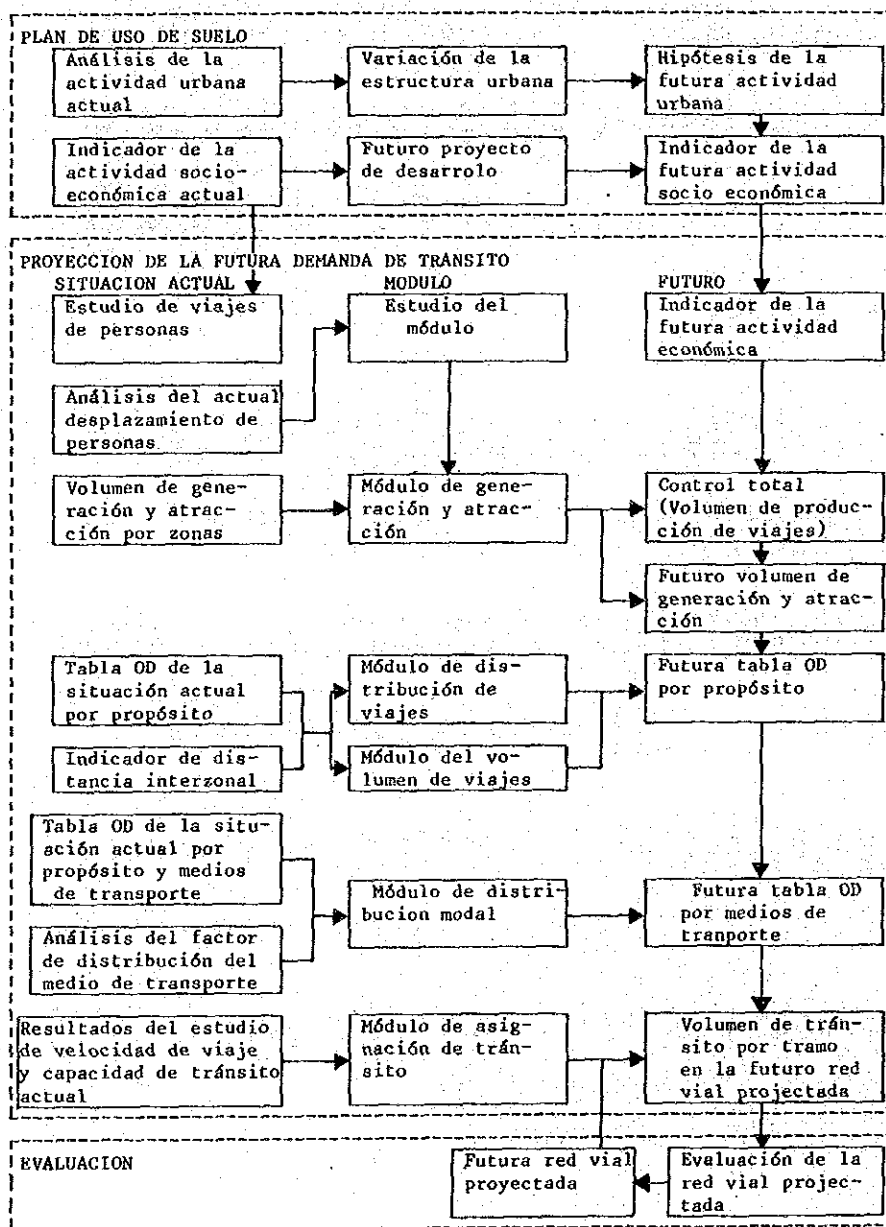 PLAN DE USO DE SUELO
Análisis de la
actividad urbana
actual
Variación de la
estructura urbana
Hipótesis de la
futura actividad
urbana
Indicador de la
actividad socio-
económica actual
Futuro proyecto
de desarrolo
Indicador de la
futura actividad
socio económica
PROYECCION DE LA FUTURA DEMANDA DE TRANSITO
SITUACION ACTUAL
MODULO
FUTURO
Estudio de viajes
de personas
Estudio del
módulo
Indicador de la
futura actividad
económica
Análisis del actual
desplazamiento de
personas
Volumen de gene-
ración y atrac-
ción por zonas
Módulo de gene-
ración y atrac-
ción
Control total
(Volumen de produc-
ción de viajes)
Futuro volumen de
generación y atrac-
ción
Tabla OD de la
situación actual
por propósito
Módulo de dis-
tribución de
viajes
Futura tabla OD
por propósito
Indicador de dis-
tancia interzonal
Módulo del vo-
lumen de viajes
Tabla OD de la situ-
ación actual por
propósito y medios
de transporte
Módulo de distri-
bucion modal
Futura tabla OD
por medios de
tranporte
Análisis del factor
de distribución del
medio de transporte
Resultados del estudio
de velocidad de viaje
y capacidad de tránsito
actual
Módulo de asig-
nación de trán-
sito
Volumen de trán-
sito por tramo
en la futuro red
vial projectada
EVALUACION
Futura red vial
proyectada
Evaluación de la
red vial projec-
tada